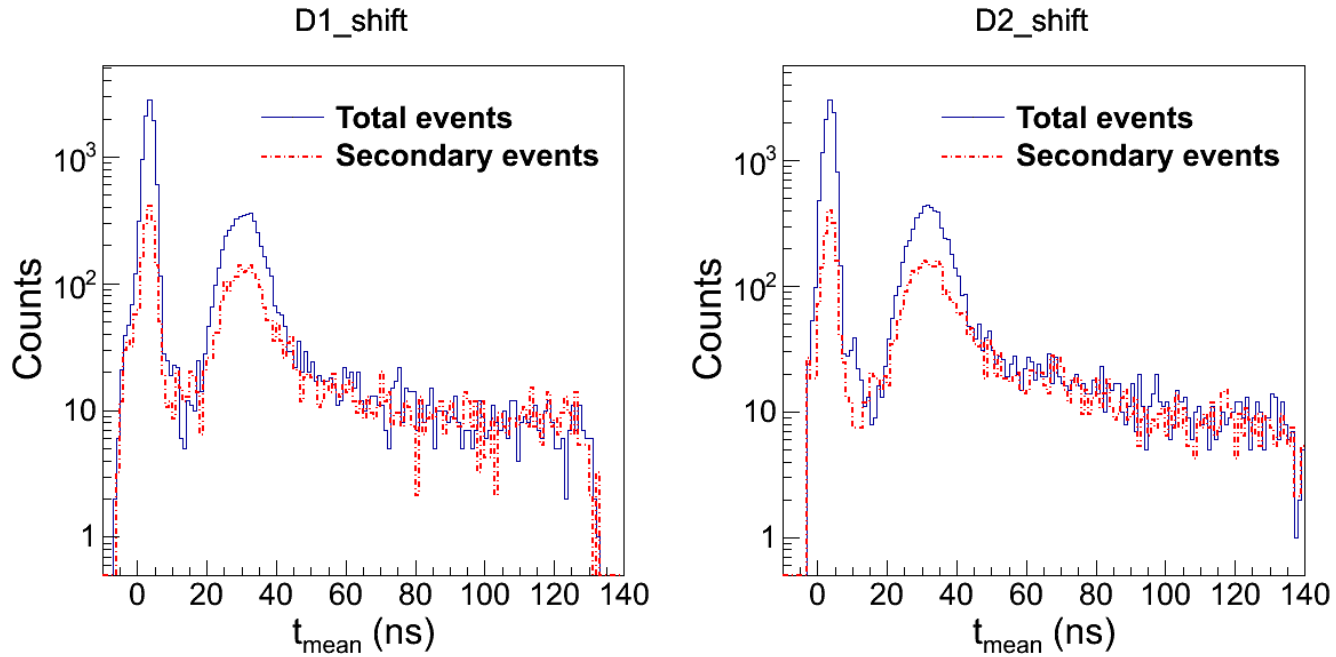 D1_shift
Total events
Secondary events
10³
10²
10
1
Counts
0 20 40 60 80 100 120 140
t_mean (ns)
D2_shift
Total events
Secondary events
10³
10²
10
1
Counts
0 20 40 60 80 100 120 140
t_mean (ns)